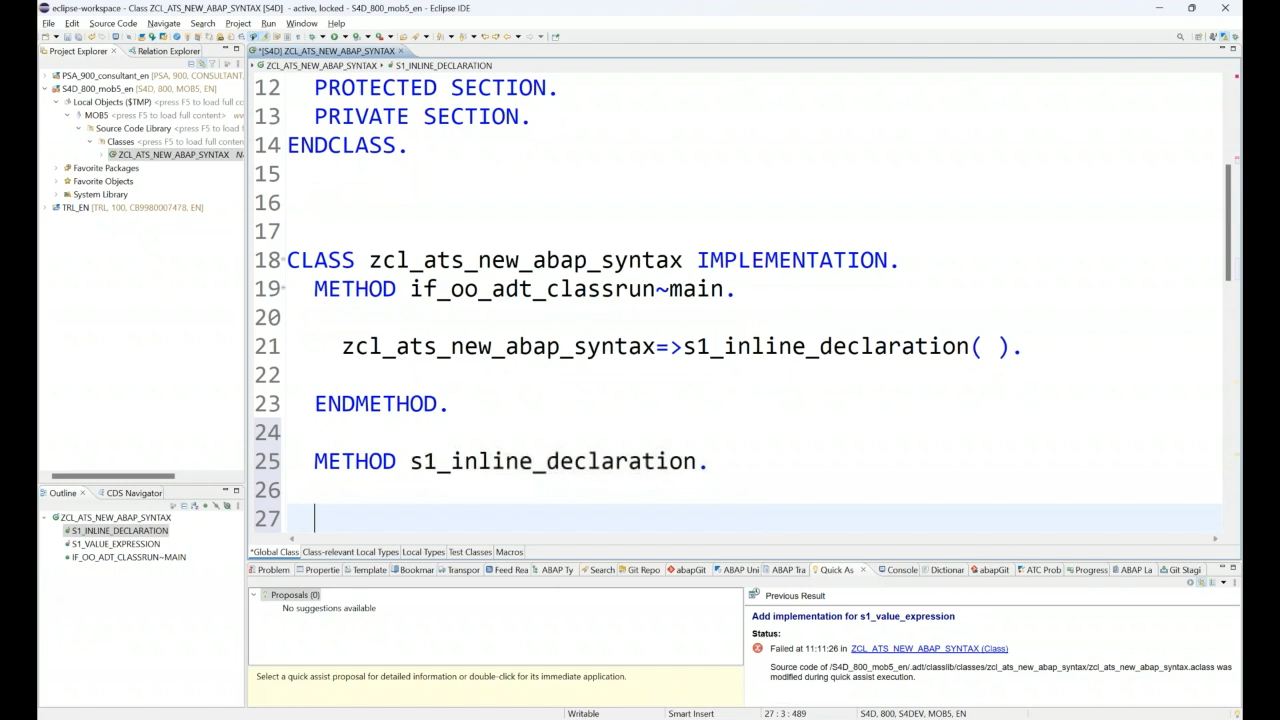 eclipse-workspace - Class ZCL_ATS_NEW_ABAP_SYNTAX [S4D] - active, locked - S4D_800_mob5_en - Eclipse IDE
File Edit Source Code Navigate Search Project Run Window Help
Project Explorer
Relation Explorer
PSA_900_consultant_en [PSA, 900, CONSULTANT,
S4D_800_mob5_en [S4D, 800, MOB5, EN]
Local Objects ($TMP) <press F5 to load full co
MOB5 <press F5 to load full content>
Source Code Library <press F5 to load full
Classes <press F5 to load full conten
ZCL_ATS_NEW_ABAP_SYNTAX
Favorite Packages
Favorite Objects
System Library
TRL_EN [TRL, 100, CB9980007478, EN]
*[S4D] ZCL_ATS_NEW_ABAP_SYNTAX
ZCL_ATS_NEW_ABAP_SYNTAX S1_INLINE_DECLARATION
12 PROTECTED SECTION.
13 PRIVATE SECTION.
14 ENDCLASS.
15
16
17
18 CLASS zcl_ats_new_abap_syntax IMPLEMENTATION.
19 METHOD if_oo_adt_classrun~main.
20
21 zcl_ats_new_abap_syntax=>s1_inline_declaration( ).
22
23 ENDMETHOD.
24
25 METHOD s1_inline_declaration.
26
27
*Global Class Class-relevant Local Types Local Types Test Classes Macros
Outline CDS Navigator
ZCL_ATS_NEW_ABAP_SYNTAX
S1_INLINE_DECLARATION
S1_VALUE_EXPRESSION
IF_OO_ADT_CLASSRUN~MAIN
Problem Propertie Template Bookmar Transpor Feed Rea ABAP Ty Search Git Repo abapGit ABAP Uni ABAP Tra Quick As Console Dictionar abapGit ATC Prob Progress ABAP La Git Stagi
Proposals (0)
No suggestions available
Select a quick assist proposal for detailed information or double-click for its immediate application.
Previous Result
Add implementation for s1_value_expression
Status:
Failed at 11:11:26 in ZCL_ATS_NEW_ABAP_SYNTAX (Class)
Source code of /S4D_800_mob5_en/.adt/classlib/classes/zcl_ats_new_abap_syntax/zcl_ats_new_abap_syntax.aclass was
modified during quick assist execution.
Writable Smart Insert 27 : 3 : 489 S4D, 800, S4DEV, MOB5, EN